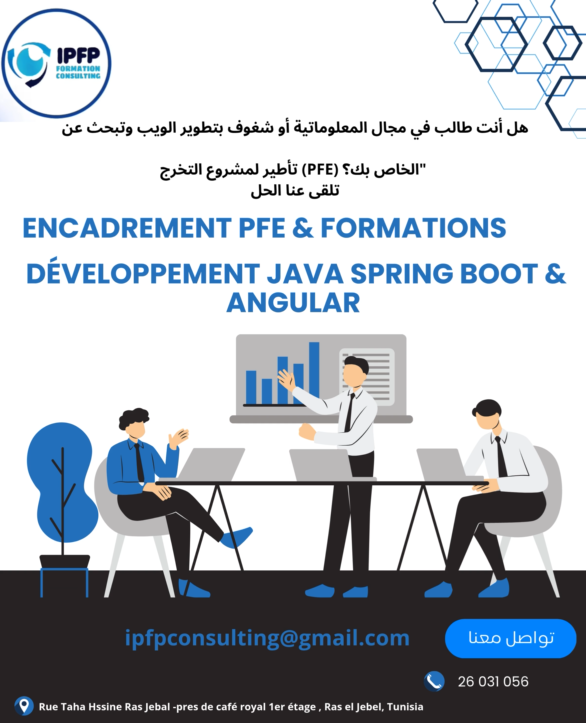 IPFP
FORMATION
CONSULTING
هل أنت طالب في مجال المعلوماتية أو شغوف بتطوير الويب وتبحث عن
"الخاص بك؟ (PFE) تأطير لمشروع التخرج
تلقى عنا الحل
ENCADREMENT PFE & FORMATIONS
DÉVELOPPEMENT JAVA SPRING BOOT &
ANGULAR
ipfpconsulting@gmail.com
تواصل معنا
26 031 056
Rue Taha Hssine Ras Jebal -pres de café royal 1er étage , Ras el Jebel, Tunisia